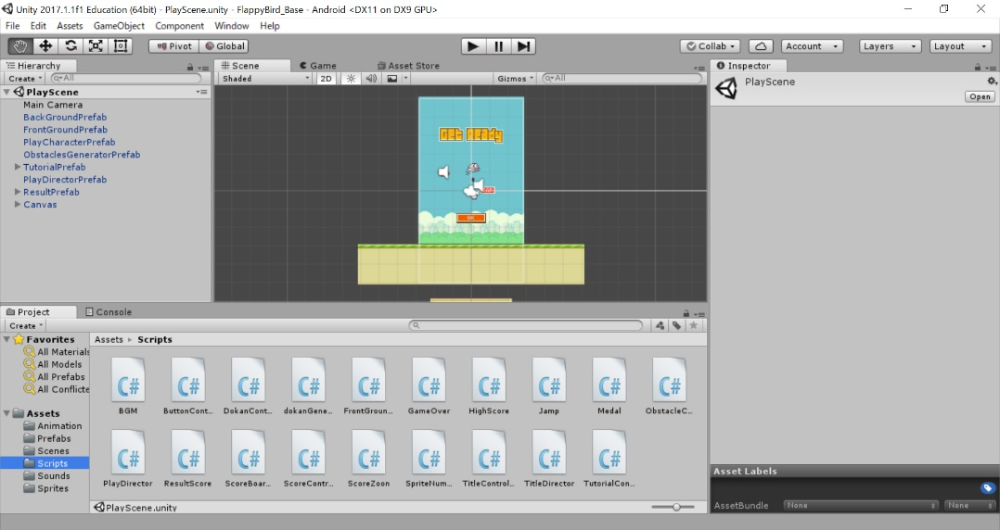 Unity 2017.1.1f1 Education (64bit) - PlayScene.unity - FlappyBird_Base - Android <DX11 on DX9 GPU>
File Edit Assets GameObject Component Window Help
Pivot Global Collab Account Layers Layout
Hierarchy
Create All
PlayScene
Main Camera
BackGroundPrefab
FrontGroundPrefab
PlayCharacterPrefab
ObstaclesGeneratorPrefab
TutorialPrefab
PlayDirectorPrefab
ResultPrefab
Canvas
Scene Game Asset Store
Shaded 2D Gizmos All
Get Ready
OK
Inspector
PlayScene
Open
Project Console
Create
Favorites
All Materials
All Models
All Prefabs
All Conflicte
Assets
Animation
Prefabs
Scenes
Scripts
Sounds
Sprites
Assets Scripts
C# C# C# C# C# C# C# C# C# C#
BGM ButtonCont... DokanCont... dokanGene... FrontGroun... GameOver HighScore Jamp Medal ObstacleC...
C# C# C# C# C# C# C# C# C#
PlayDirector ResultScore ScoreBoar... ScoreContr... ScoreZoon SpriteNum... TitleControl... TitleDirector TutorialCon...
PlayScene.unity
Asset Labels
AssetBundle None None